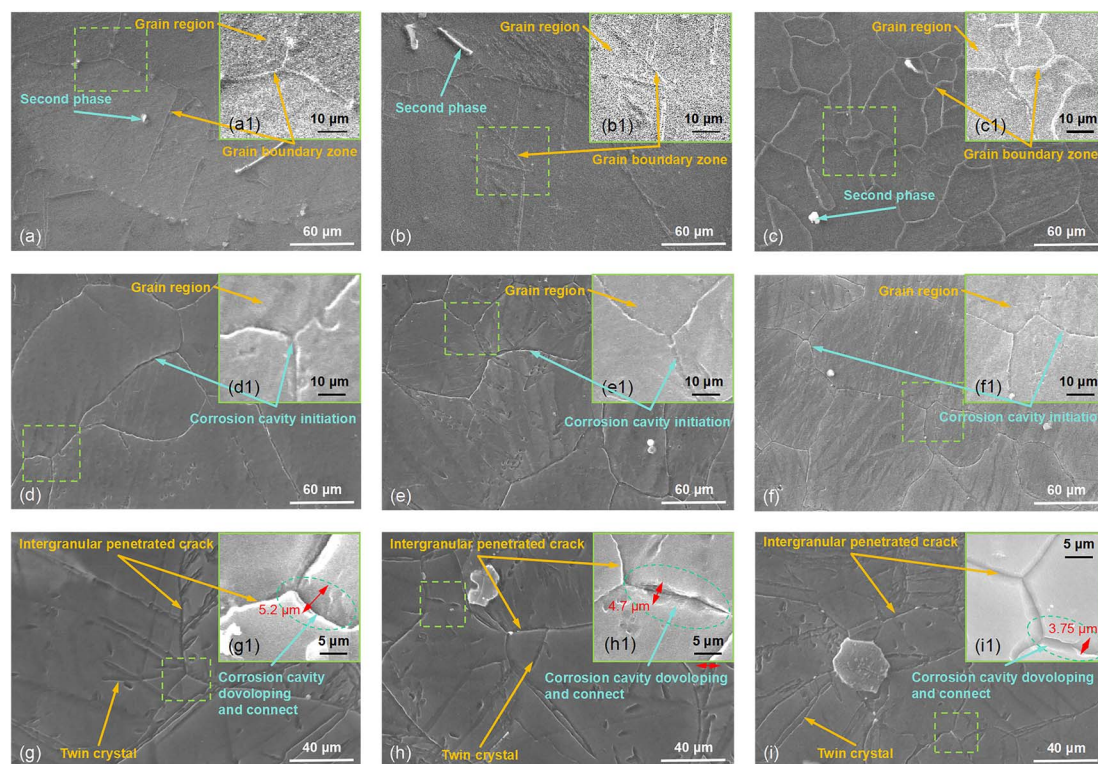 Grain region
Second phase
(a1)
10 µm
Grain boundary zone
(a)
60 µm
Grain region
Second phase
(b1)
10 µm
Grain boundary zone
(b)
60 µm
Grain region
(c1)
10 µm
Grain boundary zone
Second phase
(c)
60 µm
Grain region
(d1)
10 µm
Corrosion cavity initiation
(d)
60 µm
Grain region
(e1)
10 µm
Corrosion cavity initiation
(e)
60 µm
Grain region
(f1)
10 µm
Corrosion cavity initiation
(f)
60 µm
Intergranular penetrated crack
5.2 µm
(g1)
5 µm
Corrosion cavity
dovoloping
and connect
Twin crystal
(g)
40 µm
Intergranular penetrated crack
4.7 µm
(h1)
5 µm
Corrosion cavity dovoloping
and connect
Twin crystal
(h)
40 µm
Intergranular penetrated crack
5 µm
3.75 µm
(i1)
Corrosion cavity dovoloping
and connect
Twin crystal
(i)
40 µm